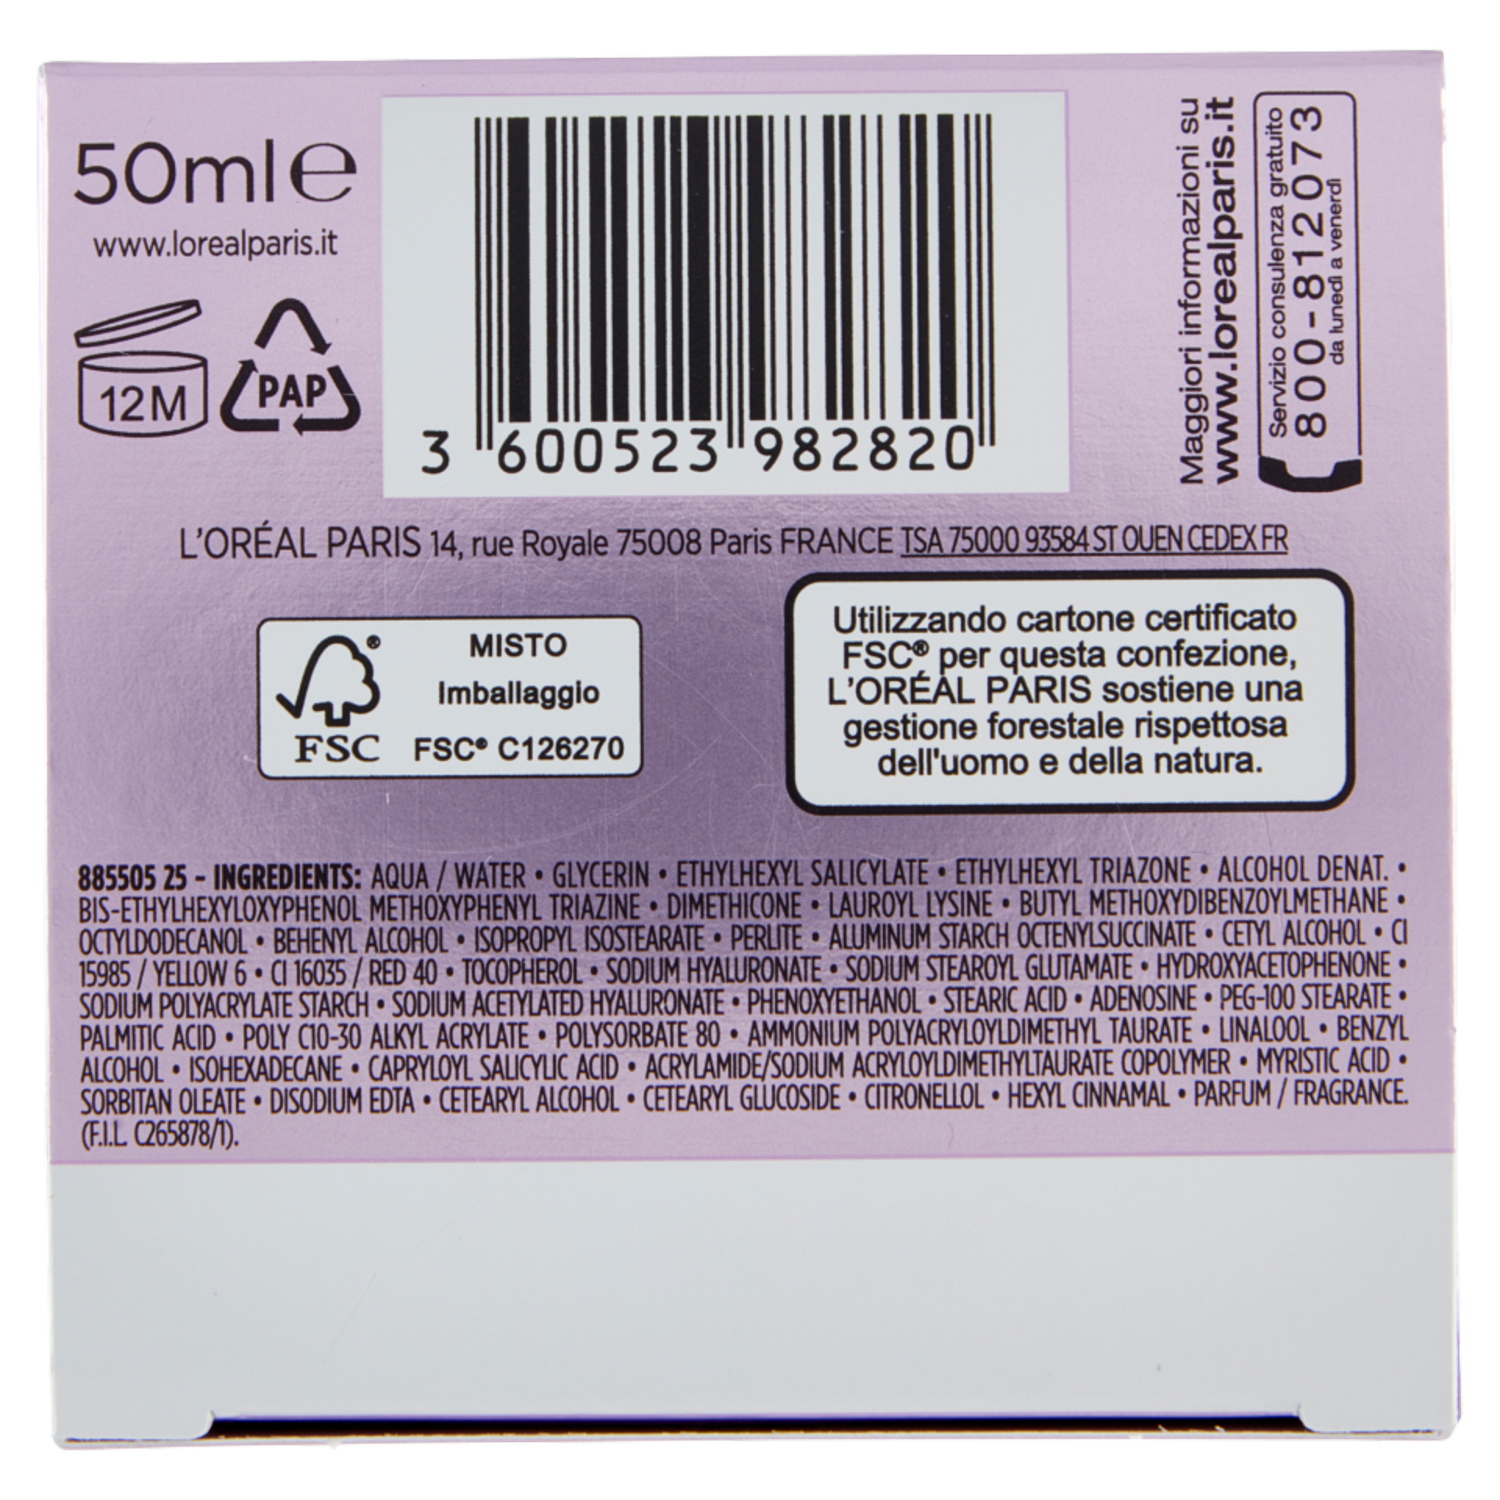 50ml e
www.lorealparis.it
12M
PAP
3 600523 982820
Maggiori informazioni su
www.lorealparis.it
Servizio consulenza gratuito
800-812073
da lunedì a venerdì
L'ORÉAL PARIS 14, rue Royale 75008 Paris FRANCE TSA 75000 93584 ST OUEN CEDEX FR
®
FSC
MISTO
Imballaggio
FSC® C126270
Utilizzando cartone certificato
FSC® per questa confezione,
L'ORÉAL PARIS sostiene una
gestione forestale rispettosa
dell'uomo e della natura.
885505 25 - INGREDIENTS: AQUA / WATER • GLYCERIN • ETHYLHEXYL SALICYLATE • ETHYLHEXYL TRIAZONE • ALCOHOL DENAT. •
BIS-ETHYLHEXYLOXYPHENOL METHOXYPHENYL TRIAZINE • DIMETHICONE • LAUROYL LYSINE • BUTYL METHOXYDIBENZOYLMETHANE •
OCTYLDODECANOL • BEHENYL ALCOHOL • ISOPROPYL ISOSTEARATE • PERLITE • ALUMINUM STARCH OCTENYLSUCCINATE • CETYL ALCOHOL • CI
15985 / YELLOW 6 • CI 16035 / RED 40 • TOCOPHEROL • SODIUM HYALURONATE • SODIUM STEAROYL GLUTAMATE • HYDROXYACETOPHENONE •
SODIUM POLYACRYLATE STARCH • SODIUM ACETYLATED HYALURONATE • PHENOXYETHANOL • STEARIC ACID • ADENOSINE • PEG-100 STEARATE •
PALMITIC ACID • POLY C10-30 ALKYL ACRYLATE • POLYSORBATE 80 • AMMONIUM POLYACRYLOYLDIMETHYL TAURATE • LINALOOL • BENZYL
ALCOHOL • ISOHEXADECANE • CAPRYLOYL SALICYLIC ACID • ACRYLAMIDE/SODIUM ACRYLOYLDIMETHYLTAURATE COPOLYMER • MYRISTIC ACID •
SORBITAN OLEATE • DISODIUM EDTA • CETEARYL ALCOHOL • CETEARYL GLUCOSIDE • CITRONELLOL • HEXYL CINNAMAL • PARFUM / FRAGRANCE.
(F.I.L. C265878/1).